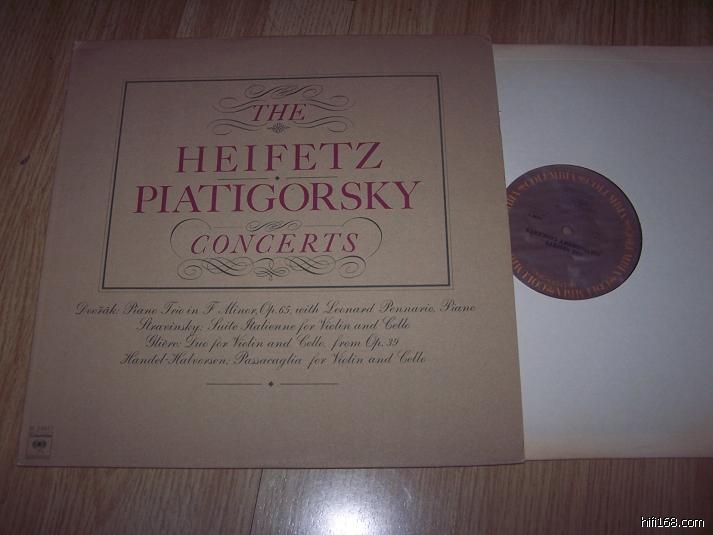 THE
HEIFETZ
PIATIGORSKY
CONCERTS
Dvořák: Piano Trio in F Minor, Op. 65, with Leonard Pennario, Piano
Stravinsky: Suite Italienne for Violin and Cello
Glière: Duo for Violin and Cello, from Op. 39
Handel-Halvorsen: Passacaglia for Violin and Cello
COLUMBIA COLUMBIA
hifi168.com